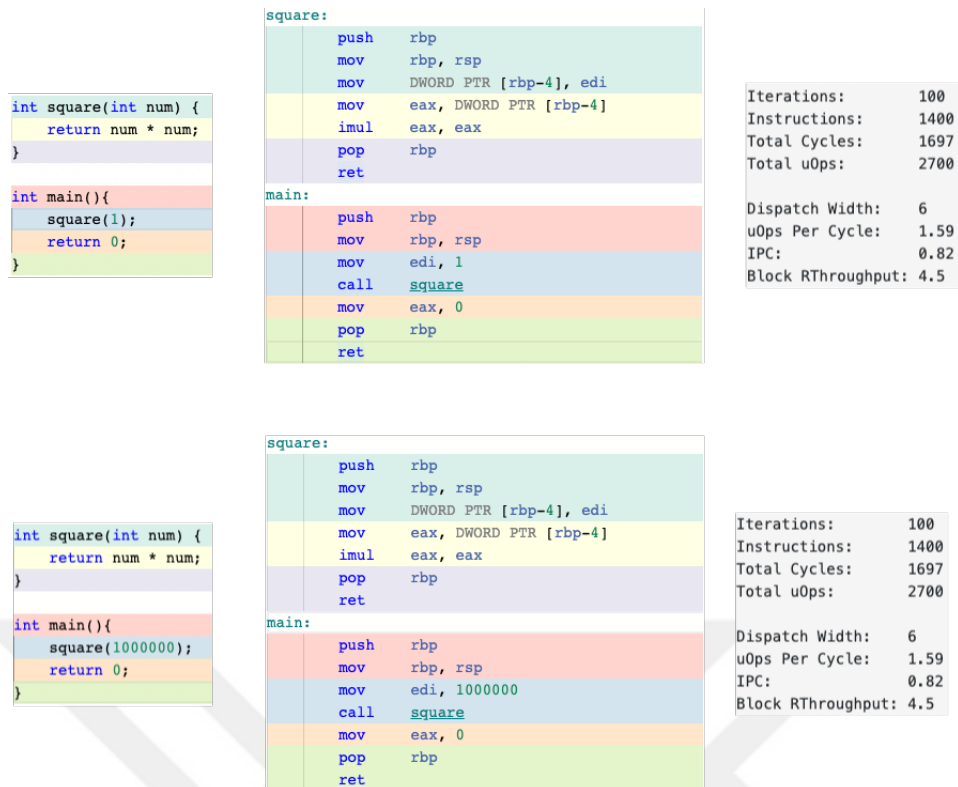 int square(int num) {
    return num * num;
}
int main(){
    square(1);
    return 0;
}
square:
push rbp
mov rbp, rsp
mov DWORD PTR [rbp-4], edi
mov eax, DWORD PTR [rbp-4]
imul eax, eax
pop rbp
ret
main:
push rbp
mov rbp, rsp
mov edi, 1
call square
mov eax, 0
pop rbp
ret
Iterations: 100
Instructions: 1400
Total Cycles: 1697
Total uOps: 2700
Dispatch Width: 6
uOps Per Cycle: 1.59
IPC: 0.82
Block RThroughput: 4.5
int square(int num) {
    return num * num;
}
int main(){
    square(1000000);
    return 0;
}
square:
push rbp
mov rbp, rsp
mov DWORD PTR [rbp-4], edi
mov eax, DWORD PTR [rbp-4]
imul eax, eax
pop rbp
ret
main:
push rbp
mov rbp, rsp
mov edi, 1000000
call square
mov eax, 0
pop rbp
ret
Iterations: 100
Instructions: 1400
Total Cycles: 1697
Total uOps: 2700
Dispatch Width: 6
uOps Per Cycle: 1.59
IPC: 0.82
Block RThroughput: 4.5